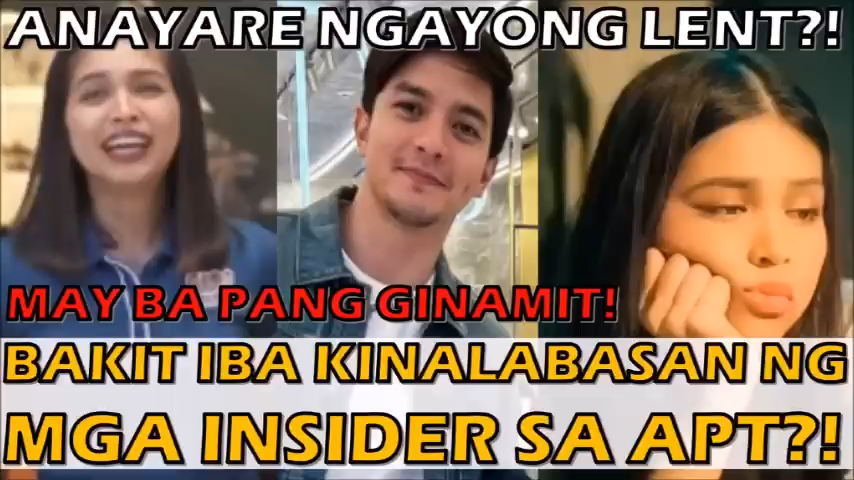 ANAYARE NGAYONG LENT?!
MAY BA PANG GINAMIT!
BAKIT IBA KINALABASAN NG
MGA INSIDER SA APT?!